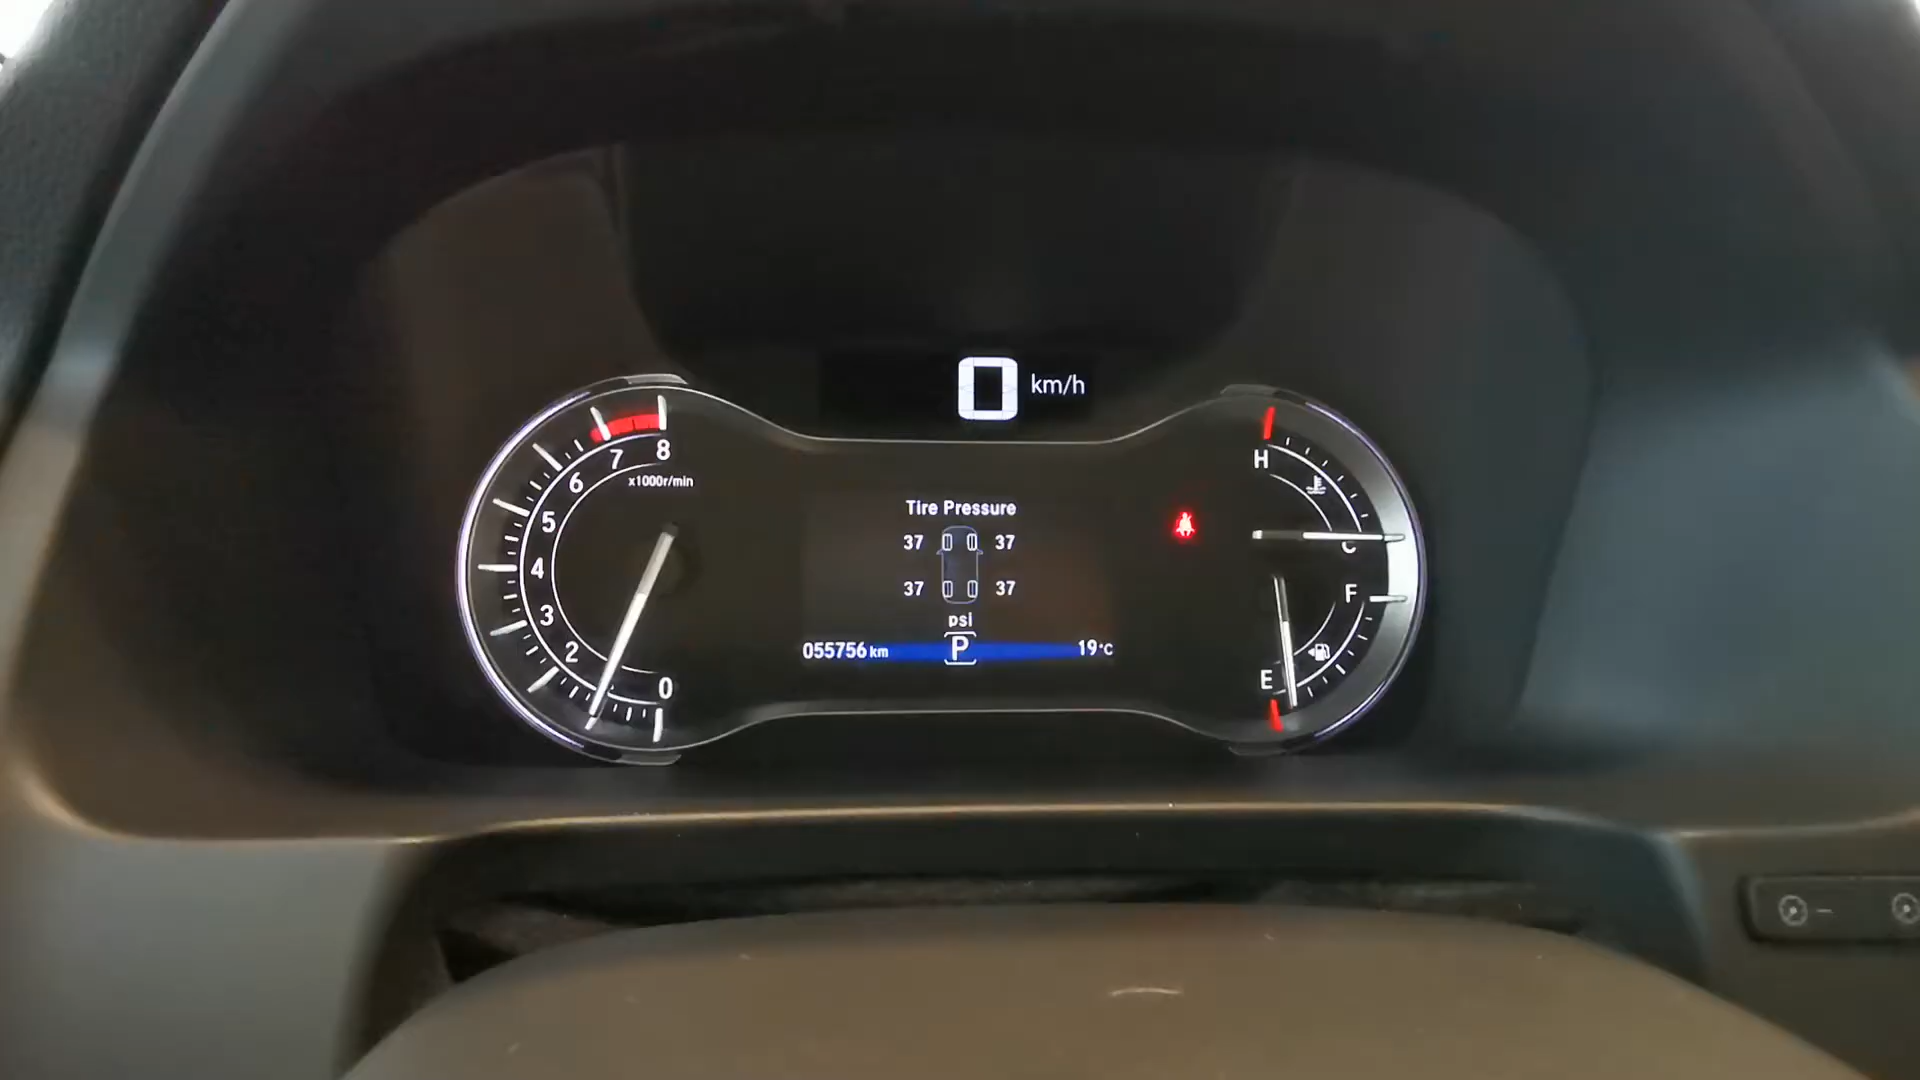 0 km/h
8
7
6
x1000r/min
5
4
3
2
0
Tire Pressure
37 37
37 37
psi
055756 km P 19°C
H
C
F
E